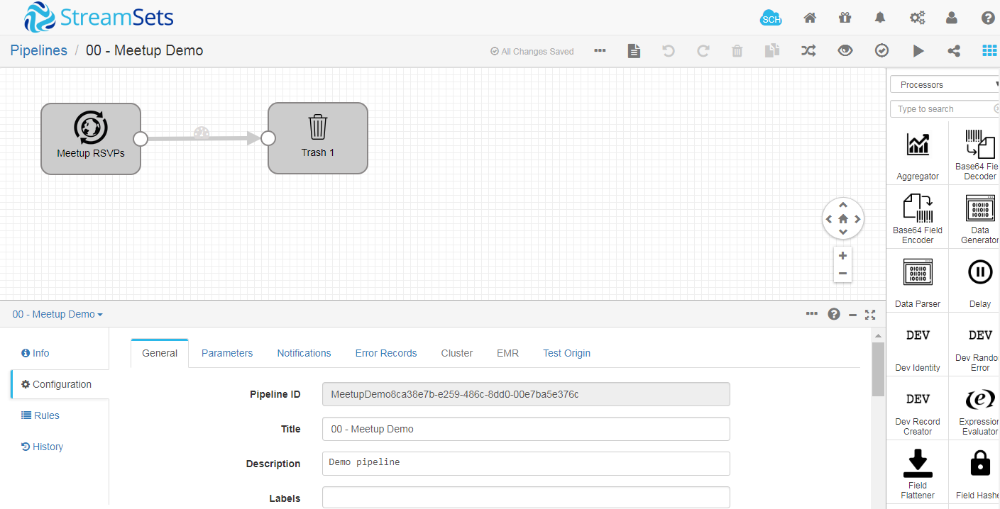 StreamSets
SCH
Pipelines / 00 - Meetup Demo
All Changes Saved
Meetup RSVPs
Trash 1
Processors
Type to search
Aggregator
Base64 Fie
Decoder
Base64 Field
Encoder
Data
Generator
Data Parser
Delay
DEV
Dev Identity
DEV
Dev Rando
Error
DEV
Dev Record
Creator
Expression
Evaluator
Field
Flattener
Field Hashe
00 - Meetup Demo
Info
Configuration
Rules
History
General
Parameters
Notifications
Error Records
Cluster
EMR
Test Origin
Pipeline ID
MeetupDemo8ca38e7b-e259-486c-8dd0-00e7ba5e376c
Title
00 - Meetup Demo
Description
Demo pipeline
Labels